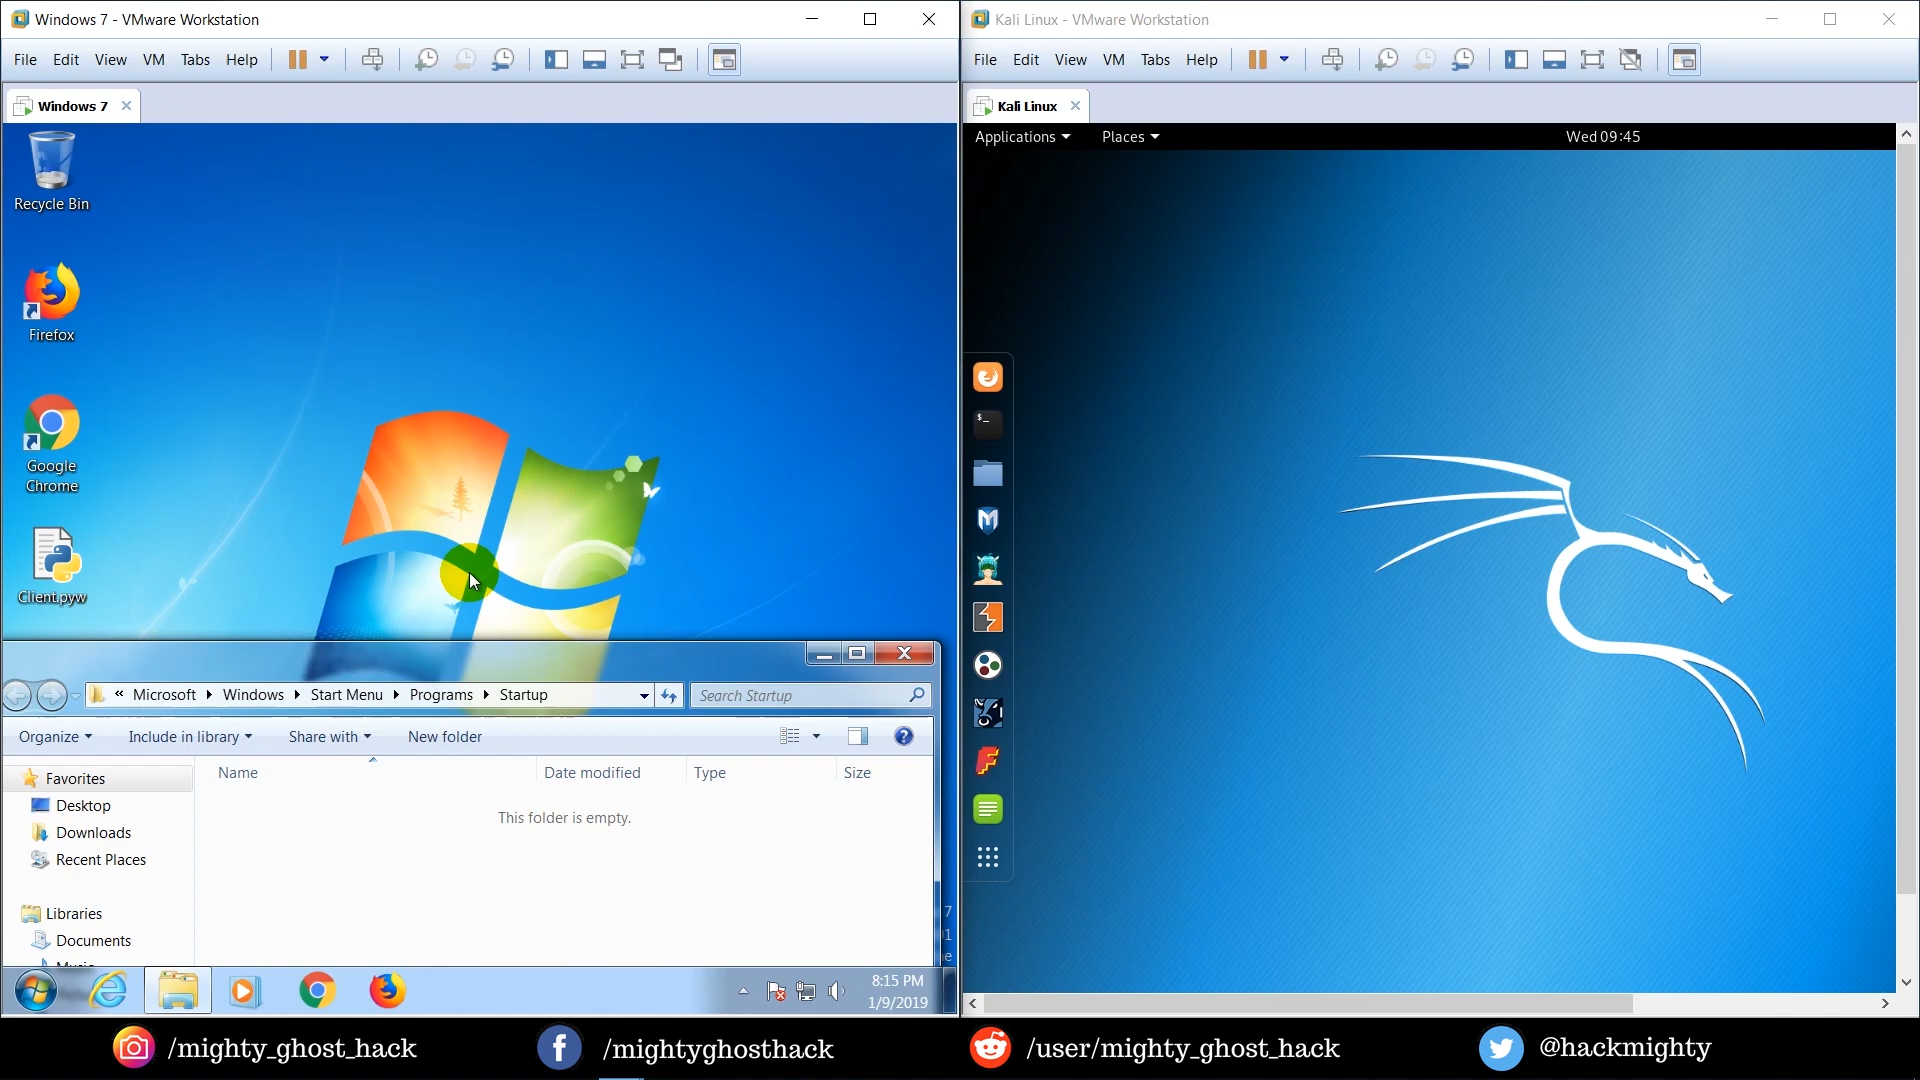 Windows 7 - VMware Workstation
File Edit View VM Tabs Help
Windows 7
Recycle Bin
Firefox
Google
Chrome
Client.pyw
« Microsoft Windows Start Menu Programs Startup
Search Startup
Organize Include in library Share with New folder
Name Date modified Type Size
This folder is empty.
Favorites
Desktop
Downloads
Recent Places
Libraries
Documents
Music
7
01
ne
8:15 PM
1/9/2019
Kali Linux - VMware Workstation
File Edit View VM Tabs Help
Kali Linux
Applications Places Wed 09:45
$ _
/mighty_ghost_hack
/mightyghosthack
/user/mighty_ghost_hack
@hackmighty